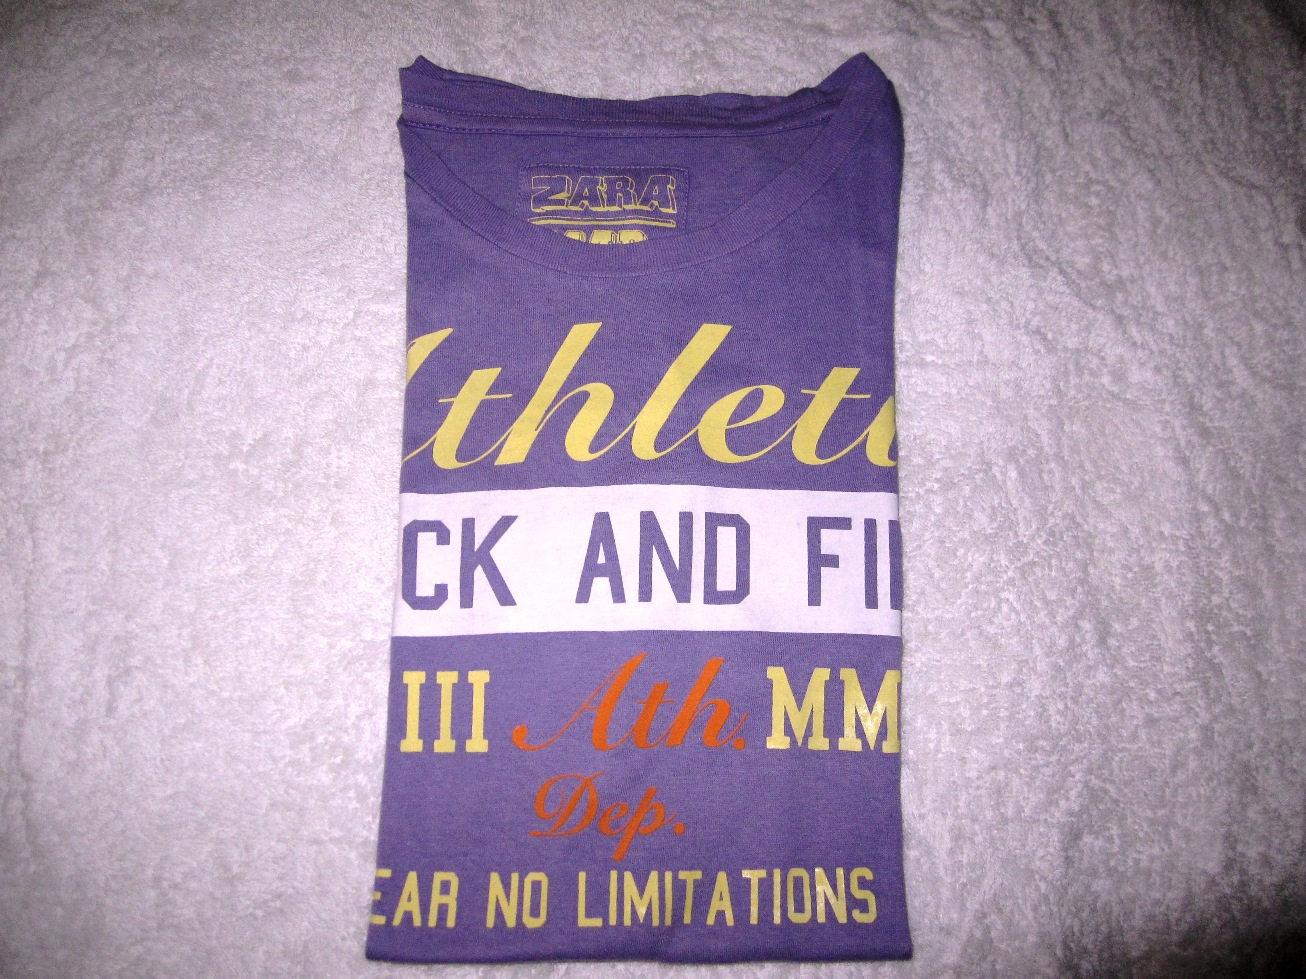 ZARA
thleti
CK AND FI
III Ath. MM
Dep.
EAR NO LIMITATIONS